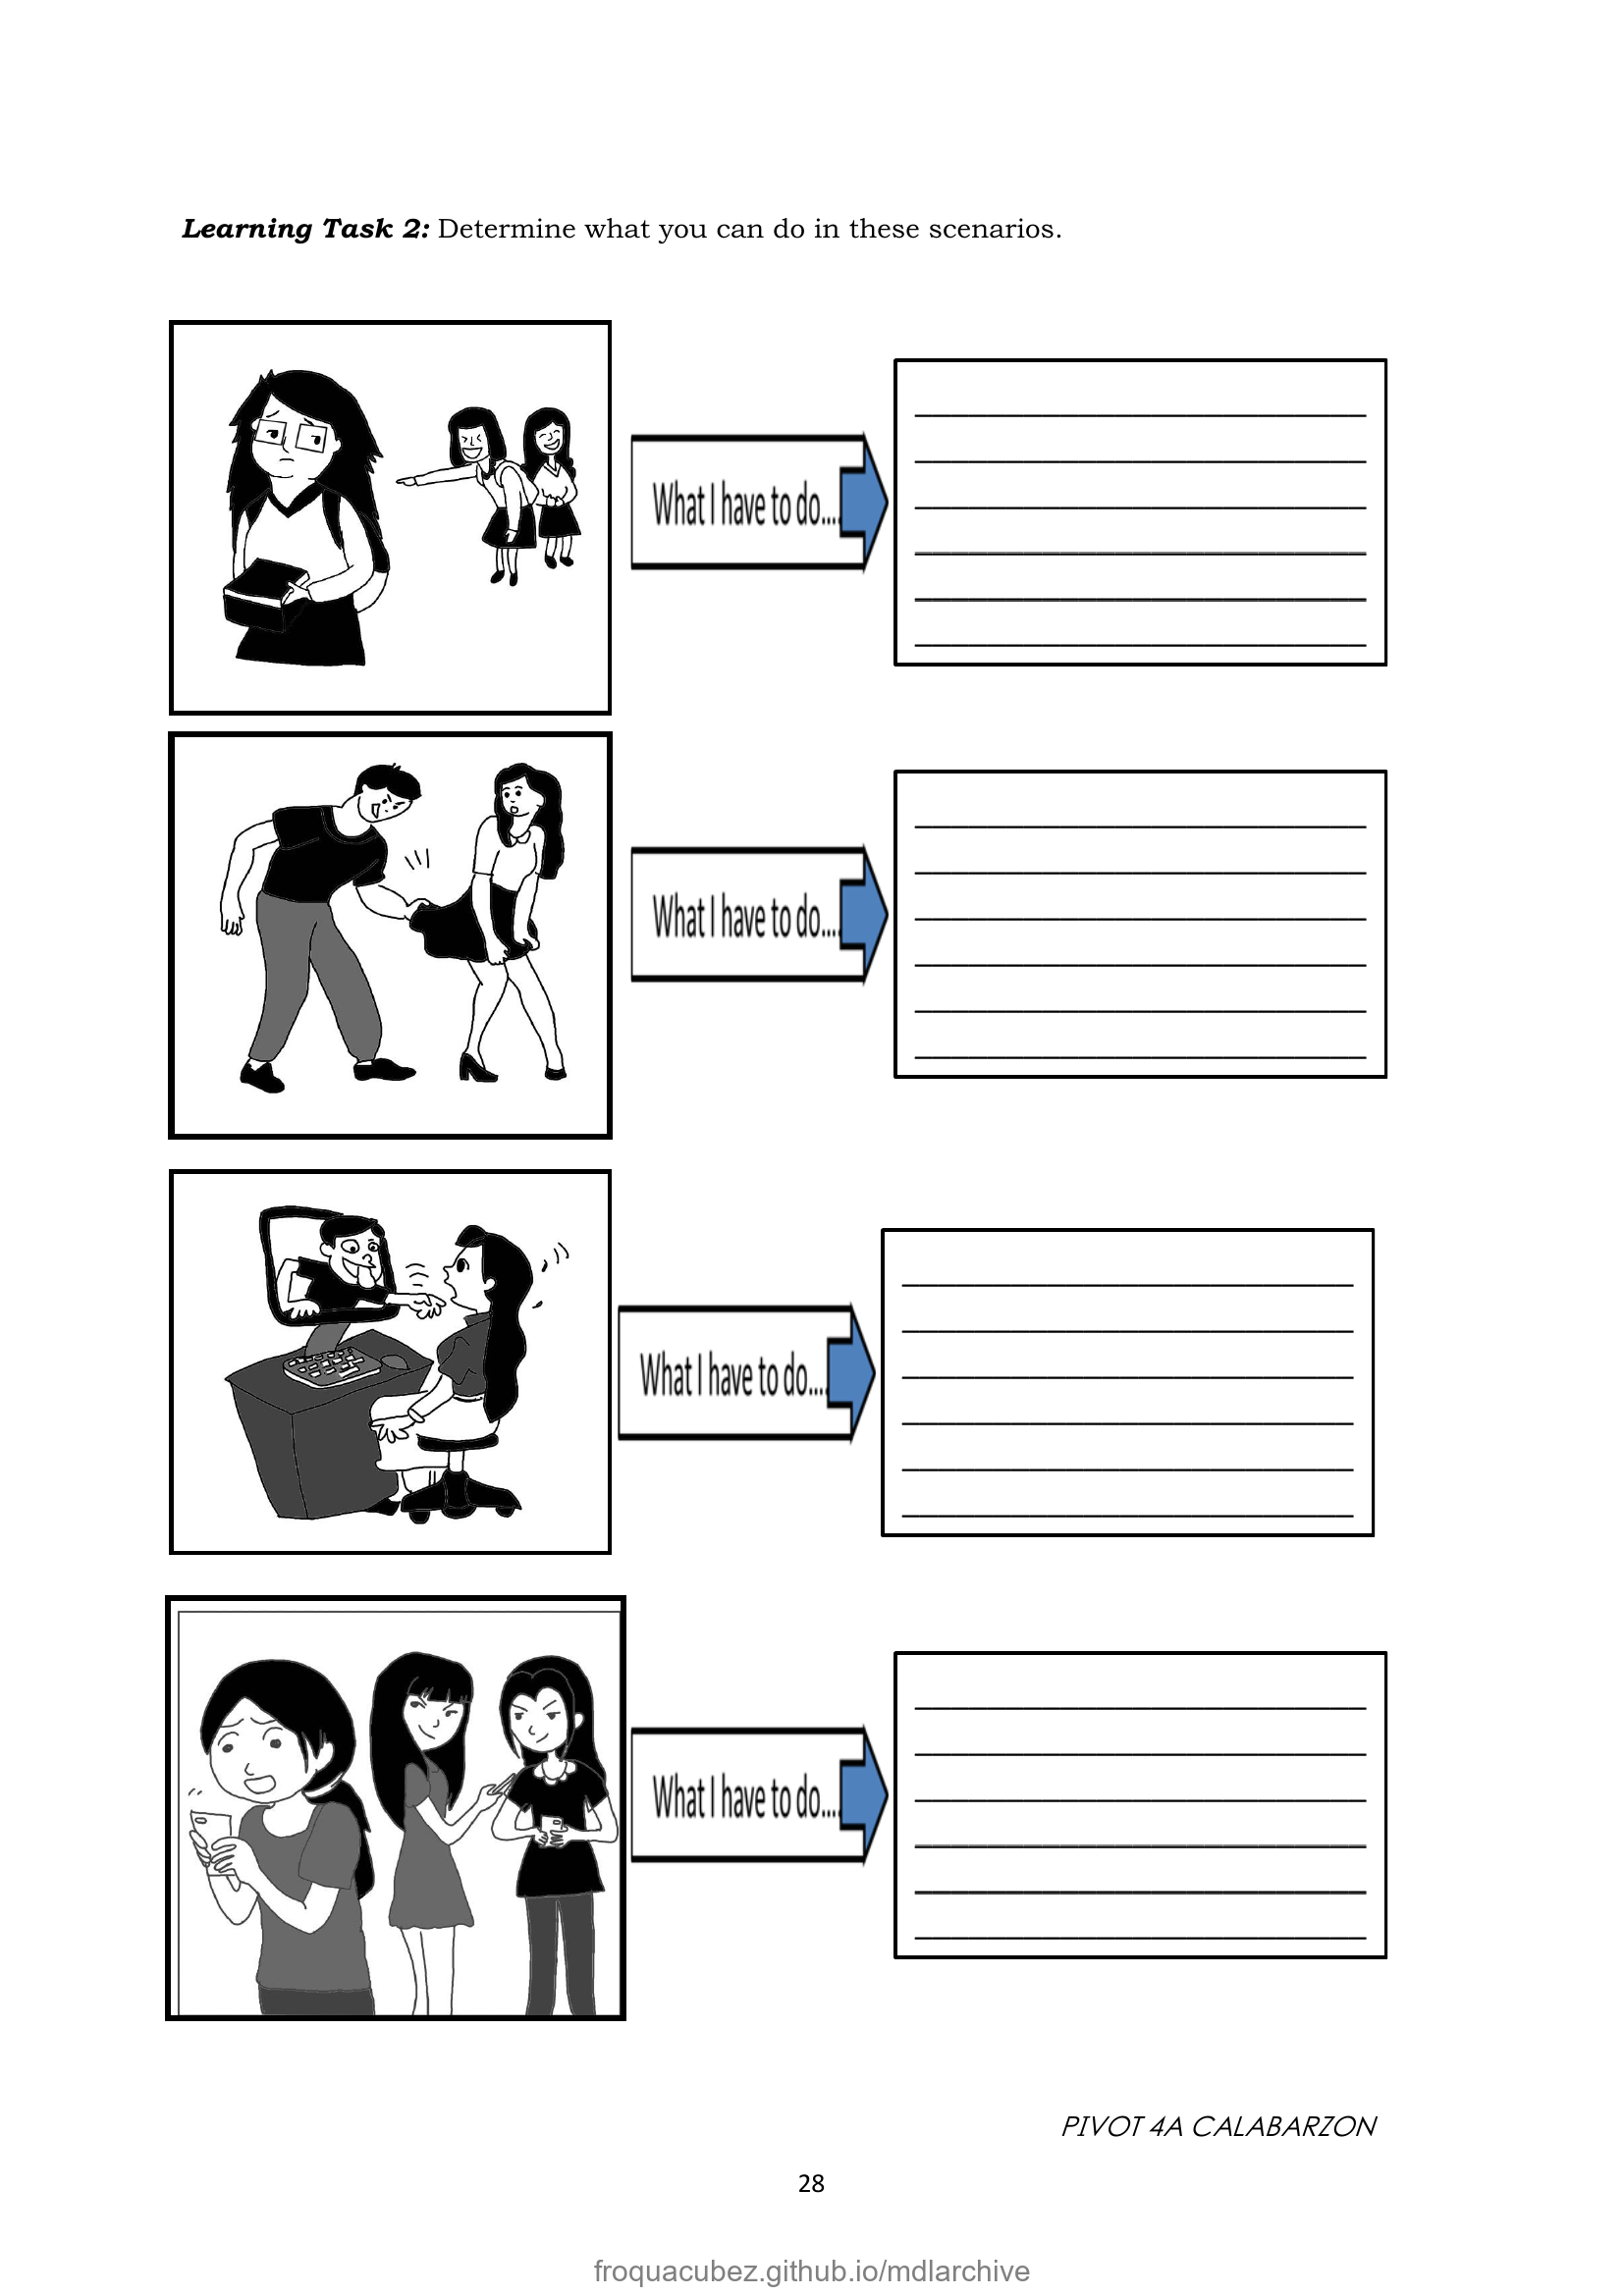 Learning Task 2: Determine what you can do in these scenarios.
What I have to do....
What I have to do....
What I have to do....
What I have to do....
PIVOT 4A CALABARZON
28
froquacubez.github.io/mdlarchive